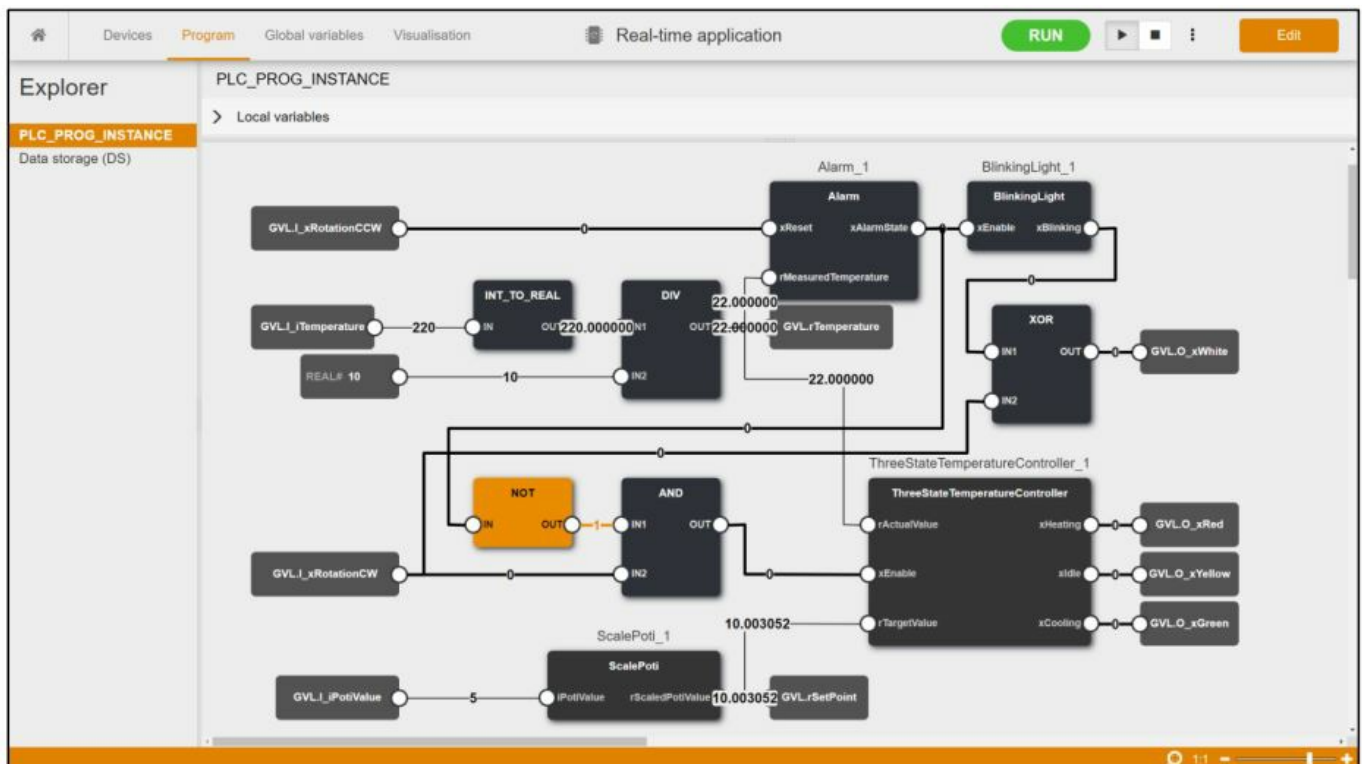 Devices Program Global variables Visualisation Real-time application RUN Edit
Explorer
PLC_PROG_INSTANCE
Data storage (DS)
PLC_PROG_INSTANCE
Local variables
Alarm_1
Alarm
xReset xAlarmState
rMeasuredTemperature
BlinkingLight_1
BlinkingLight
xEnable xBlinking
GVL.I_xRotationCCW
0
0
0
INT_TO_REAL
IN OUT
DIV
IN1 OUT
IN2
22.000000
GVL.I_iTemperature
220
220.000000
22.000000
GVL.rTemperature
REAL# 10
10
22.000000
XOR
IN1 OUT
IN2
0
GVL.O_xWhite
0
0
NOT
IN OUT
1
AND
IN1 OUT
IN2
GVL.I_xRotationCW
0
0
ThreeStateTemperatureController_1
ThreeStateTemperatureController
rActualValue xHeating
xEnable xIdle
rTargetValue xCooling
0
GVL.O_xRed
0
GVL.O_xYellow
0
GVL.O_xGreen
10.003052
ScalePoti_1
ScalePoti
iPotiValue rScaledPotiValue
GVL.I_iPotiValue
5
10.003052
GVL.rSetPoint
1:1